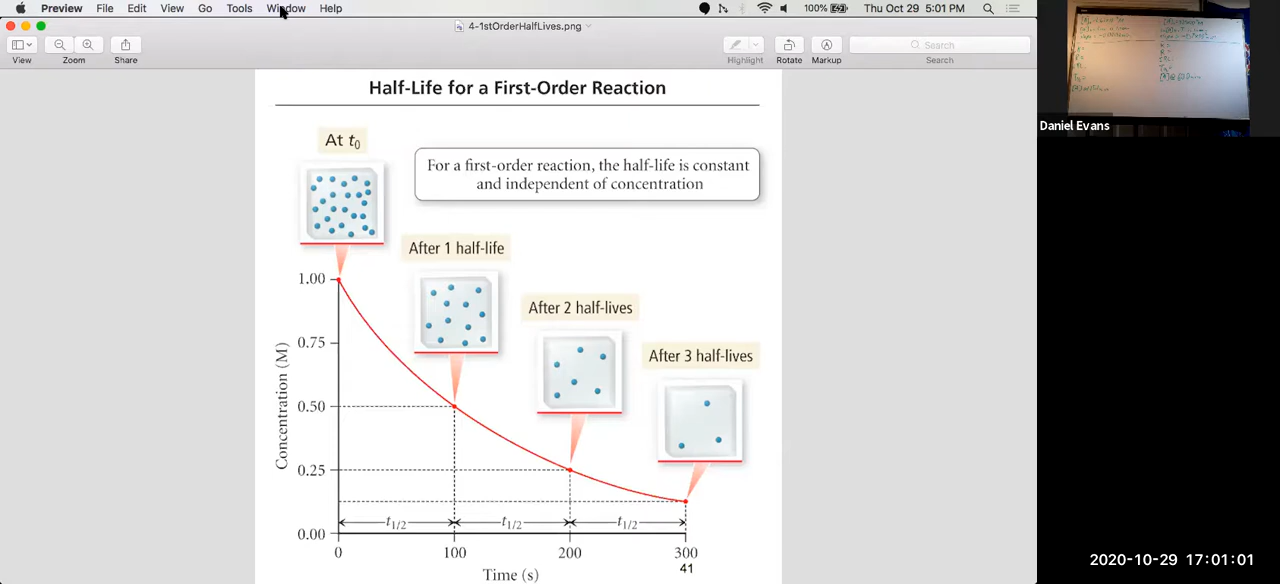 Preview File Edit View Go Tools Window Help
100% Thu Oct 29 5:01 PM
4-1stOrderHalfLives.png
View Zoom Share Highlight Rotate Markup Search
Search
Daniel Evans
Half-Life for a First-Order Reaction
At t0
For a first-order reaction, the half-life is constant
and independent of concentration
After 1 half-life
After 2 half-lives
After 3 half-lives
Concentration (M)
1.00
0.75
0.50
0.25
0.00
t1/2 t1/2 t1/2
0 100 200 300
41
Time (s)
2020-10-29 17:01:01